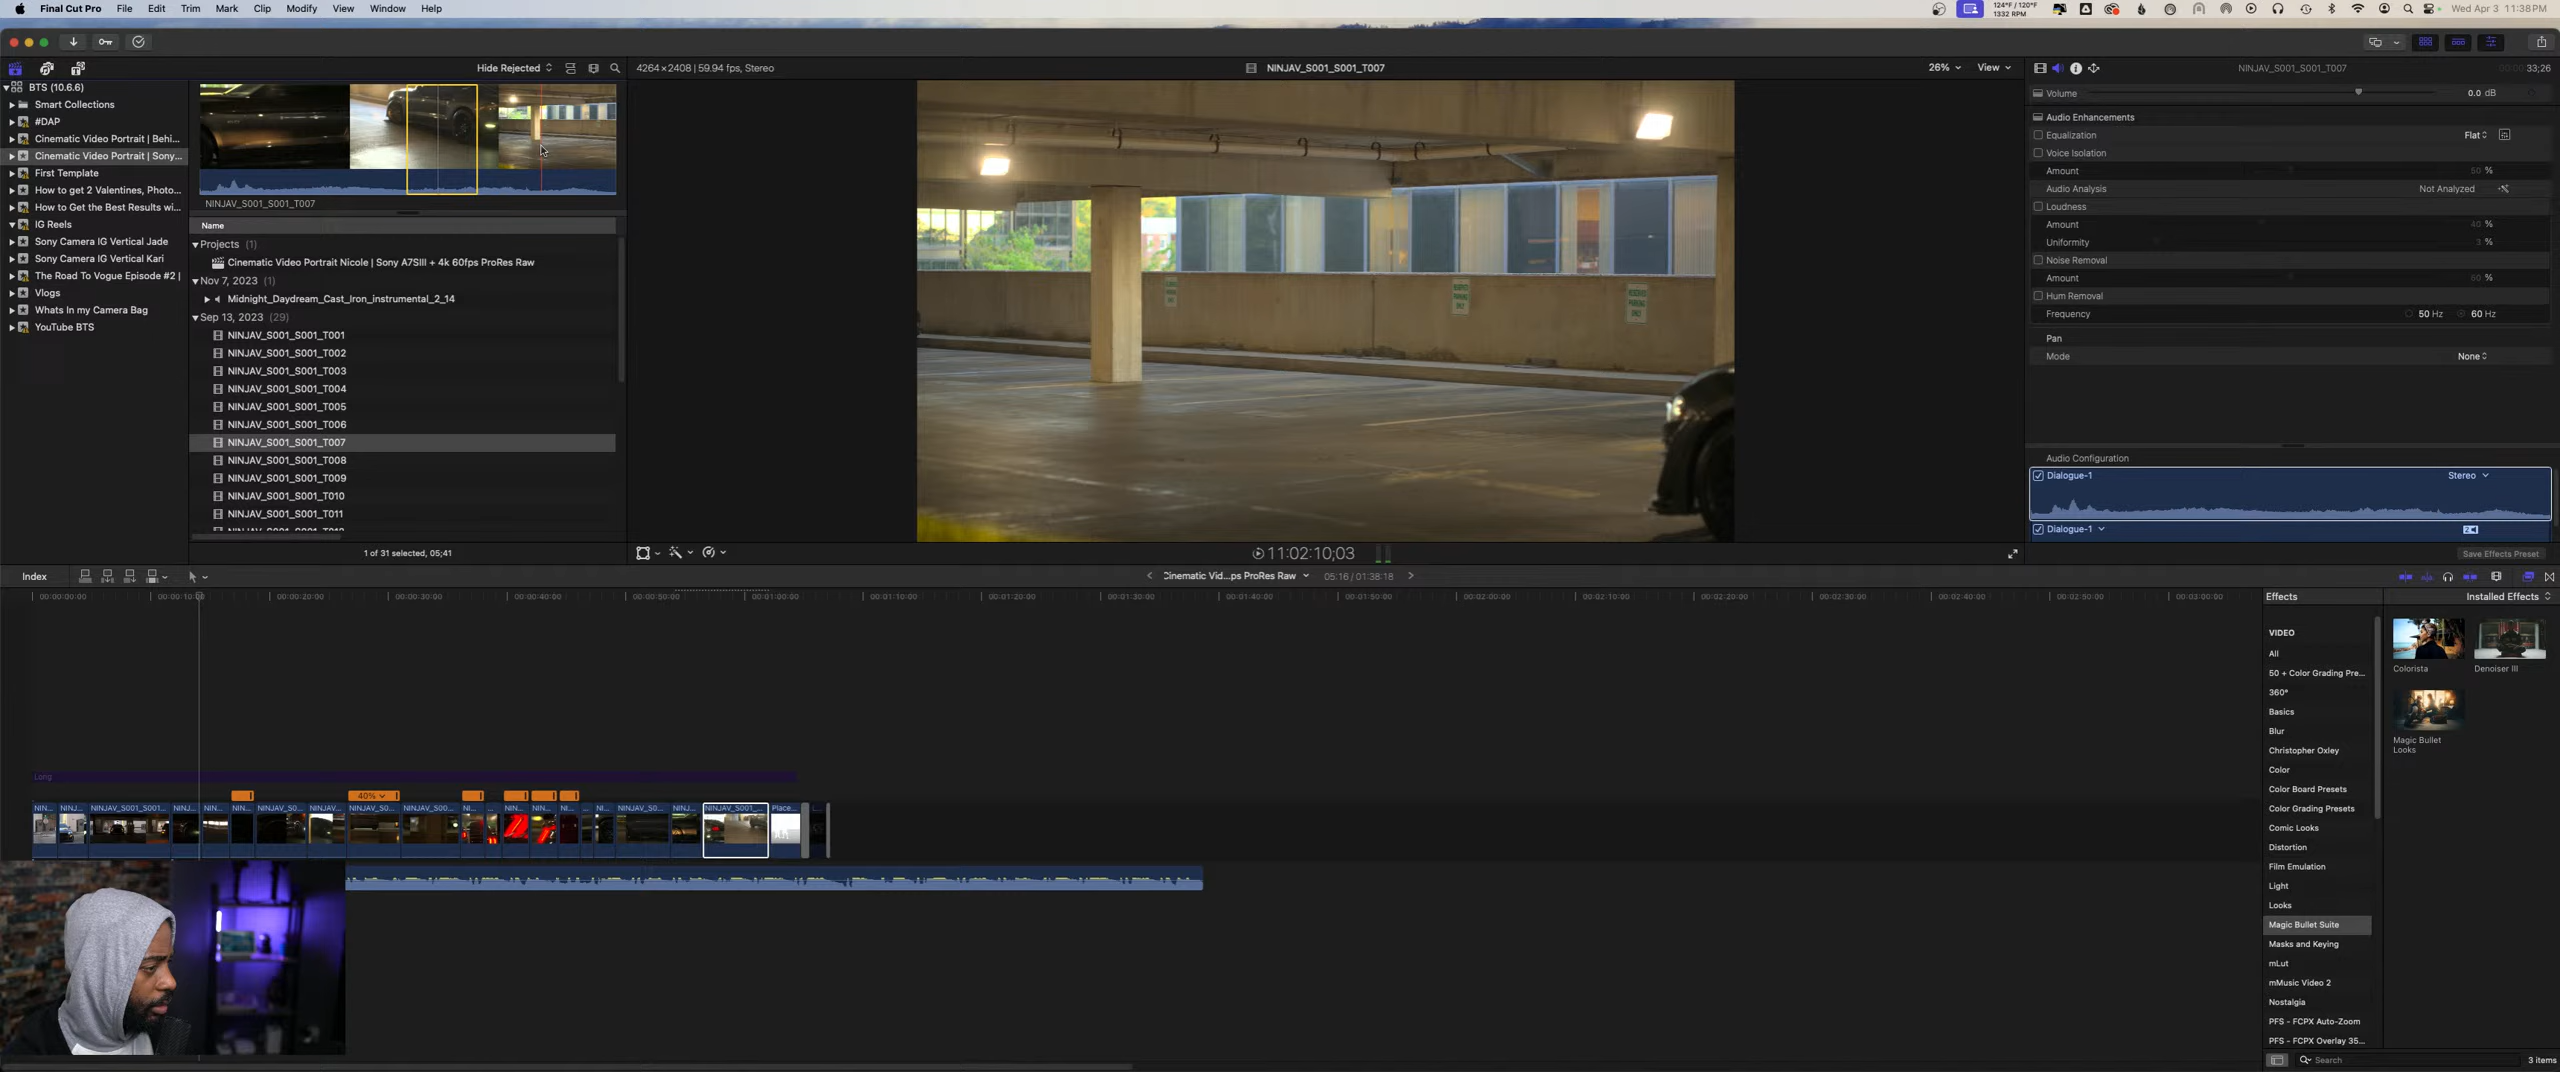 Final Cut Pro File Edit Trim Mark Clip Modify View Window Help
124°F / 120°F
1332 RPM
Wed Apr 3 11:38 PM
Hide Rejected
4264 × 2408 | 59.94 fps, Stereo
NINJAV_S001_S001_T007
26%
View
NINJAV_S001_S001_T007
33;26
BTS (10.6.6)
Smart Collections
#DAP
Cinematic Video Portrait | Behi...
Cinematic Video Portrait | Sony...
First Template
How to get 2 Valentines, Photo...
How to Get the Best Results wi...
IG Reels
Sony Camera IG Vertical Jade
Sony Camera IG Vertical Kari
The Road To Vogue Episode #2 |
Vlogs
Whats In my Camera Bag
YouTube BTS
NINJAV_S001_S001_T007
Name
Projects (1)
Cinematic Video Portrait Nicole | Sony A7SIII + 4k 60fps ProRes Raw
Nov 7, 2023 (1)
Midnight_Daydream_Cast_Iron_instrumental_2_14
Sep 13, 2023 (29)
NINJAV_S001_S001_T001
NINJAV_S001_S001_T002
NINJAV_S001_S001_T003
NINJAV_S001_S001_T004
NINJAV_S001_S001_T005
NINJAV_S001_S001_T006
NINJAV_S001_S001_T007
NINJAV_S001_S001_T008
NINJAV_S001_S001_T009
NINJAV_S001_S001_T010
NINJAV_S001_S001_T011
1 of 31 selected, 05;41
RESERVED
PARKING
ONLY
RESERVED
PARKING
ONLY
11:02:10;03
Volume 0.0 dB
Audio Enhancements
Equalization Flat
Voice Isolation
Amount 50 %
Audio Analysis Not Analyzed
Loudness
Amount 40 %
Uniformity 3 %
Noise Removal
Amount 60 %
Hum Removal
Frequency 50 Hz 60 Hz
Pan
Mode None
Audio Configuration
Dialogue-1 Stereo
Dialogue-1
Save Effects Preset
Index
Cinematic Vid...ps ProRes Raw
05:16 / 01:38:18
00:00:00:00 00:00:10:00 00:00:20:00 00:00:30:00 00:00:40:00 00:00:50:00 00:01:00:00 00:01:10:00 00:01:20:00 00:01:30:00 00:01:40:00 00:01:50:00 00:02:00:00 00:02:10:00 00:02:20:00 00:02:30:00 00:02:40:00 00:02:50:00 00:03:00:00
Long
40%
NIN... NINJ... NINJAV_S001_S001... NINJ... NIN... NIN... NINJAV_S0... NINJAV... NINJAV_S0... NINJAV_S00... NI... NIN... NIN... NI... NI... NINJAV_S0... NINJ... NINJAV_S001_... Place...
Effects
Installed Effects
VIDEO
All
50 + Color Grading Pre...
360°
Basics
Blur
Christopher Oxley
Color
Color Board Presets
Color Grading Presets
Comic Looks
Distortion
Film Emulation
Light
Looks
Magic Bullet Suite
Masks and Keying
mLut
mMusic Video 2
Nostalgia
PFS - FCPX Auto-Zoom
PFS - FCPX Overlay 35...
Colorista
Denoiser III
Magic Bullet
Looks
Search
3 items